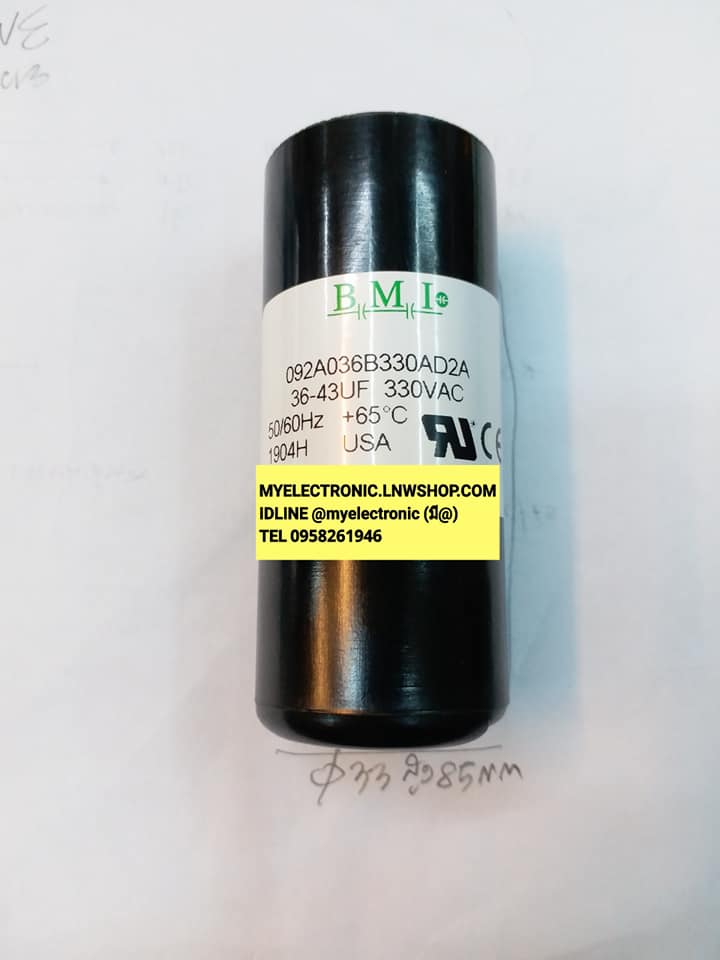 BMI
092A036B330AD2A
36-43UF 330VAC
50/60Hz +65°C
1904H USA
CE
MYELECTRONIC.LNWSHOP.COM
IDLINE @myelectronic (มี@)
TEL 0958261946
Φ33 สูง85mm